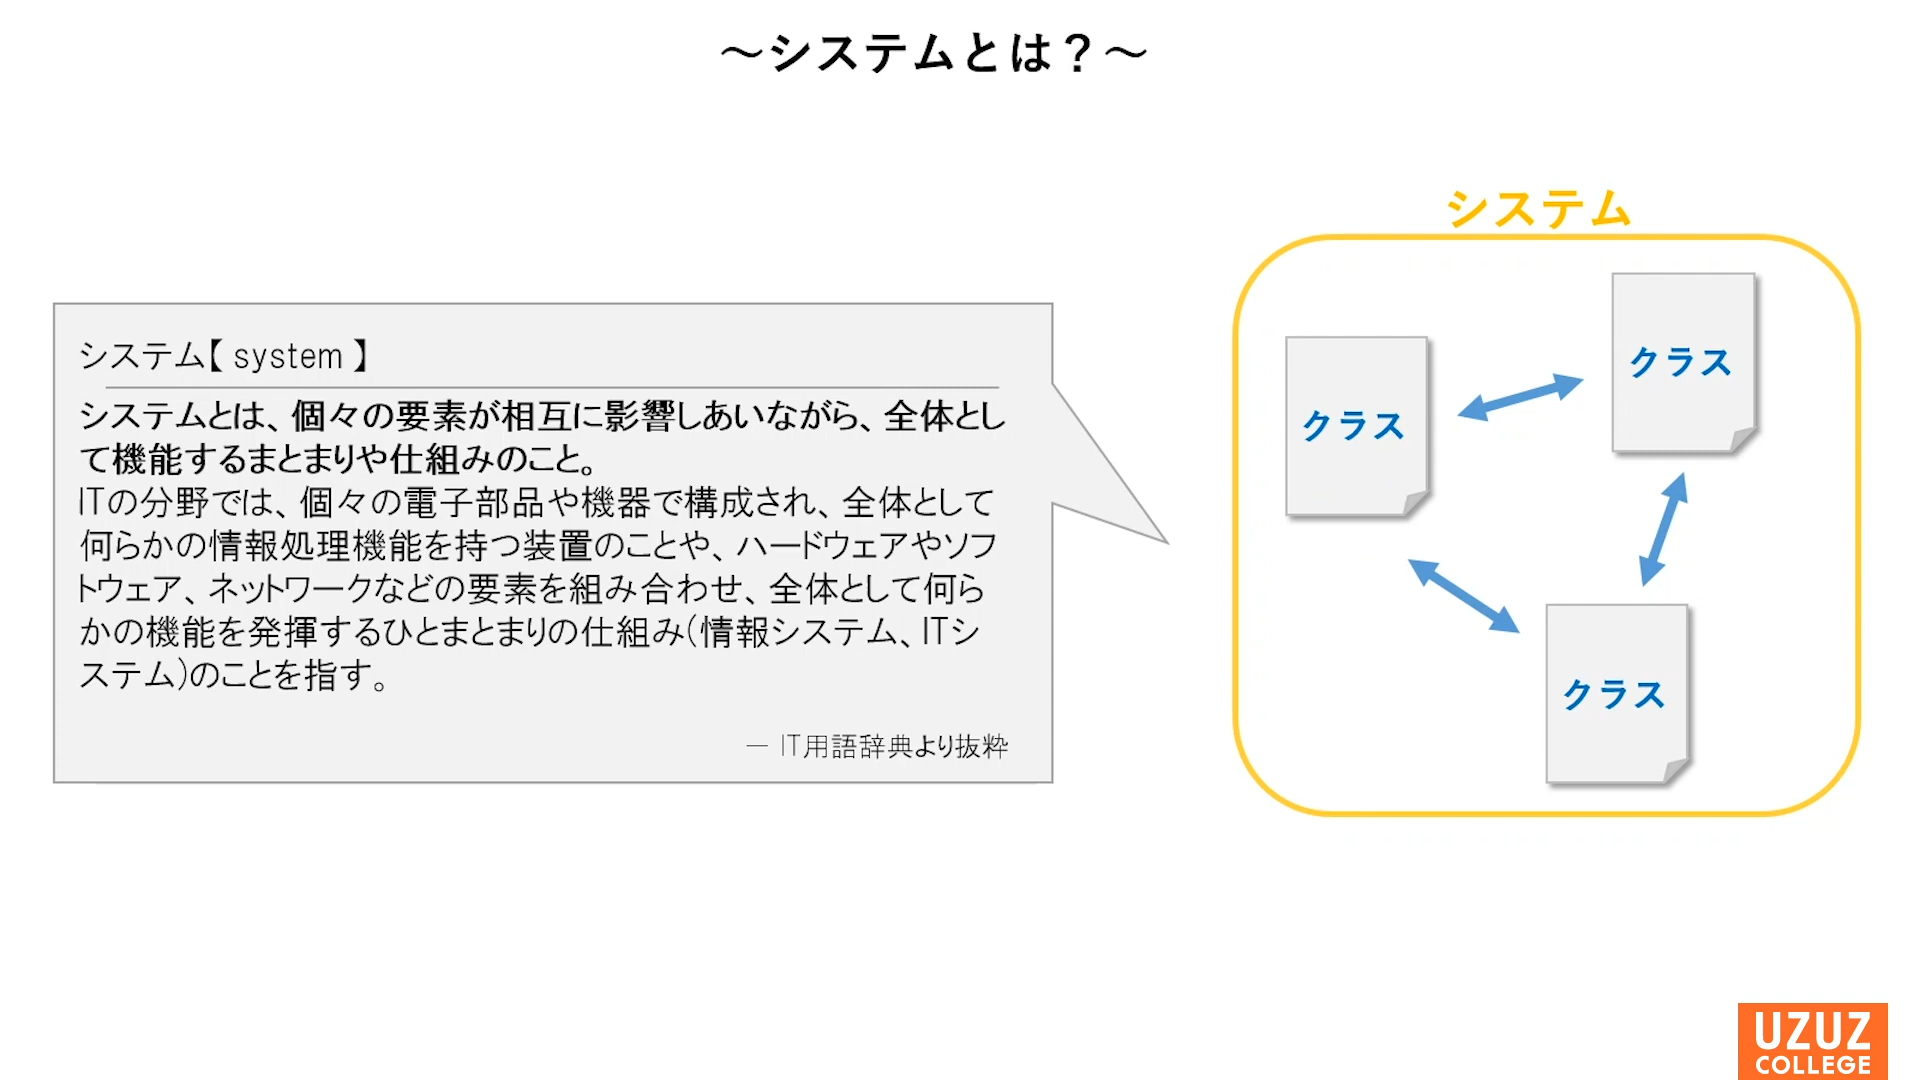 ～システムとは？～
システム【 system 】
システムとは、個々の要素が相互に影響しあいながら、全体とし
て機能するまとまりや仕組みのこと。
ITの分野では、個々の電子部品や機器で構成され、全体として
何らかの情報処理機能を持つ装置のことや、ハードウェアやソフ
トウェア、ネットワークなどの要素を組み合わせ、全体として何ら
かの機能を発揮するひとまとまりの仕組み(情報システム、ITシ
ステム)のことを指す。
― IT用語辞典より抜粋
システム
クラス
クラス
クラス
UZUZ
COLLEGE